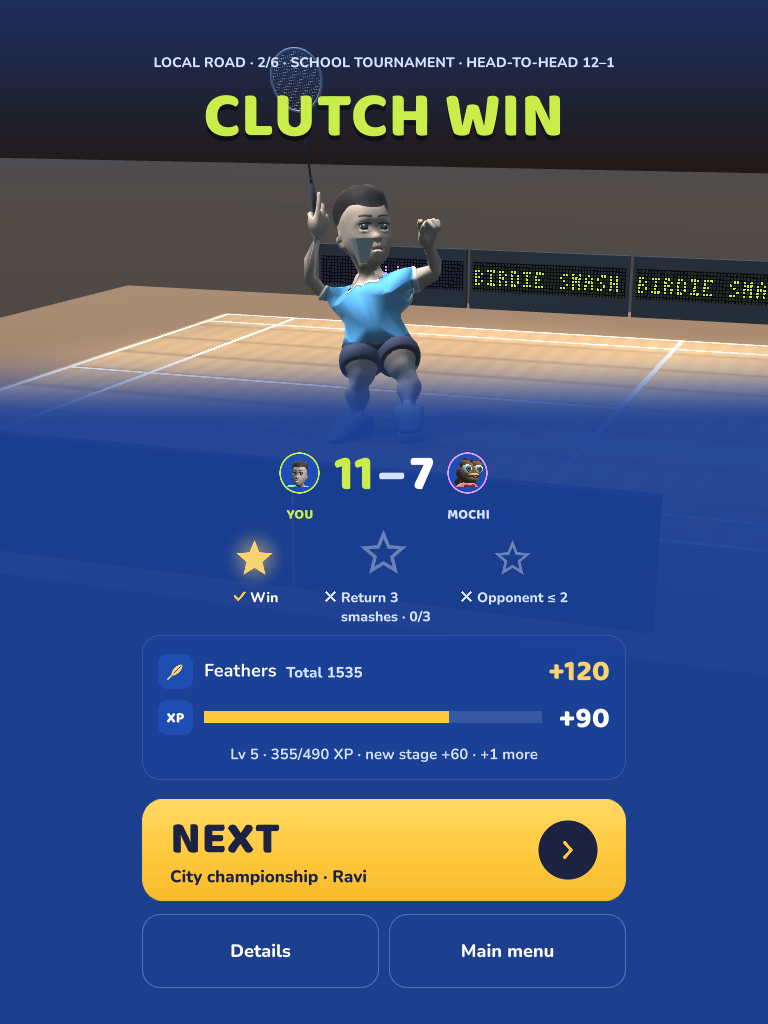 LOCAL ROAD · 2/6 · SCHOOL TOURNAMENT · HEAD-TO-HEAD 12–1
CLUTCH WIN
BIRDIE SMASH
BIRDIE SMA
11 – 7
YOU
MOCHI
Win
Return 3
smashes · 0/3
Opponent ≤ 2
Feathers Total 1535
+120
XP
+90
Lv 5 · 355/490 XP · new stage +60 · +1 more
NEXT
City championship · Ravi
Details
Main menu